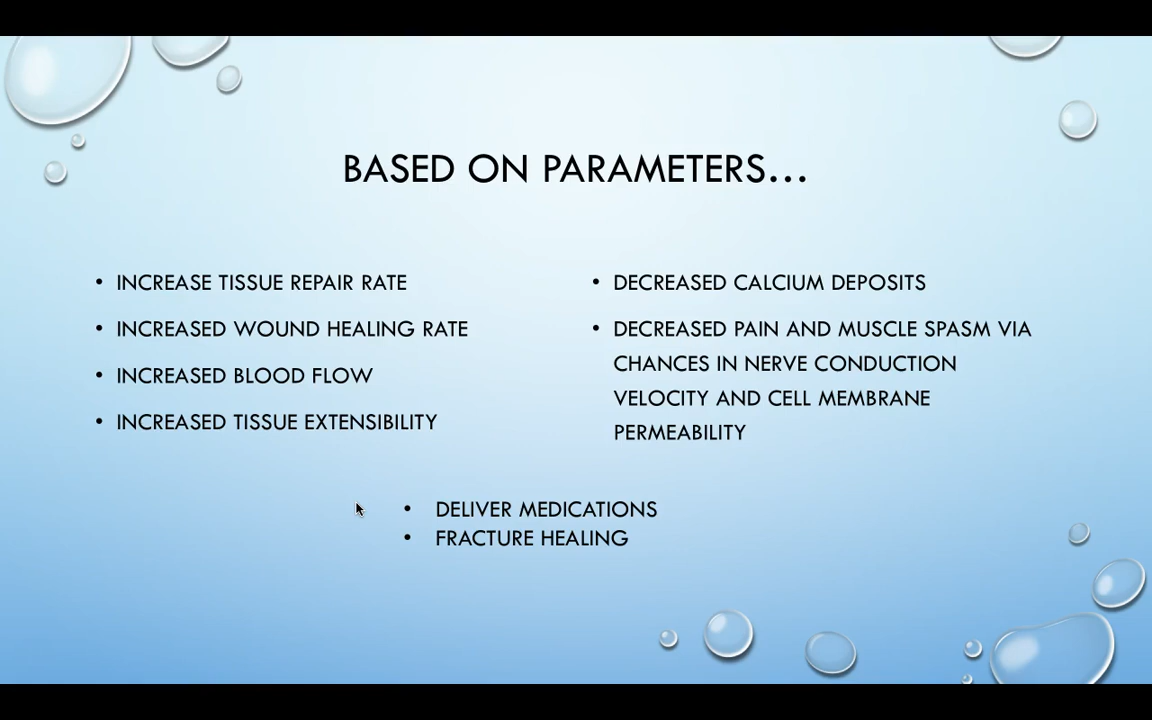 BASED ON PARAMETERS...
• INCREASE TISSUE REPAIR RATE
• INCREASED WOUND HEALING RATE
• INCREASED BLOOD FLOW
• INCREASED TISSUE EXTENSIBILITY
• DECREASED CALCIUM DEPOSITS
• DECREASED PAIN AND MUSCLE SPASM VIA
CHANCES IN NERVE CONDUCTION
VELOCITY AND CELL MEMBRANE
PERMEABILITY
• DELIVER MEDICATIONS
• FRACTURE HEALING